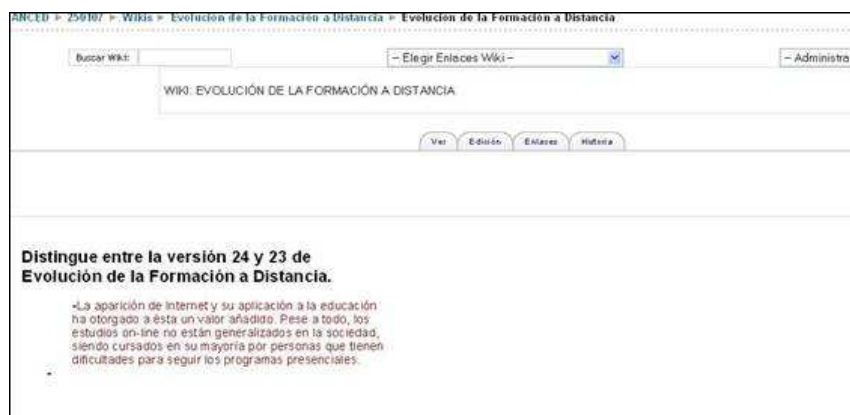 ANCED ► 250107 ► Wikis ► Evolución de la Formación a Distancia ► Evolución de la Formación a Distancia
Buscar Wiki:
-- Elegir Enlaces Wiki --
-- Administra
WIKI: EVOLUCIÓN DE LA FORMACIÓN A DISTANCIA
Ver Edición Enlaces Historia
Distingue entre la versión 24 y 23 de
Evolución de la Formación a Distancia.
-La aparición de Internet y su aplicación a la educación
ha otorgado a ésta un valor añadido. Pese a todo, los
estudios on-line no están generalizados en la sociedad,
siendo cursados en su mayoría por personas que tienen
dificultades para seguir los programas presenciales.
-